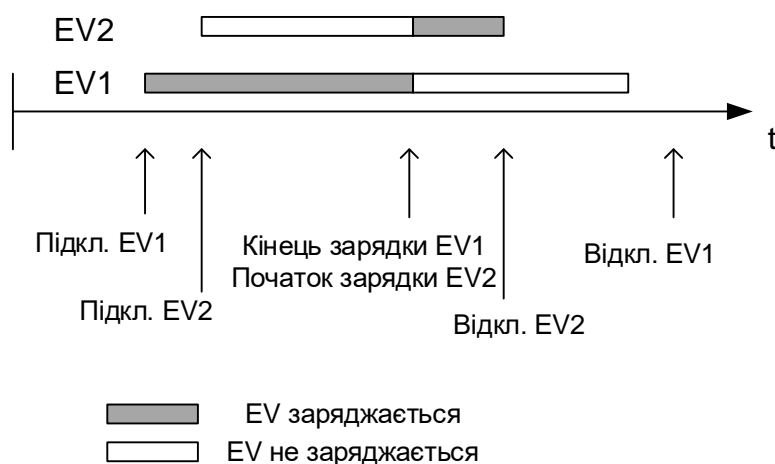 EV2
EV1
t
Підкл. EV1
Кінець зарядки EV1
Початок зарядки EV2
Відкл. EV1
Підкл. EV2
Відкл. EV2
EV заряджається
EV не заряджається